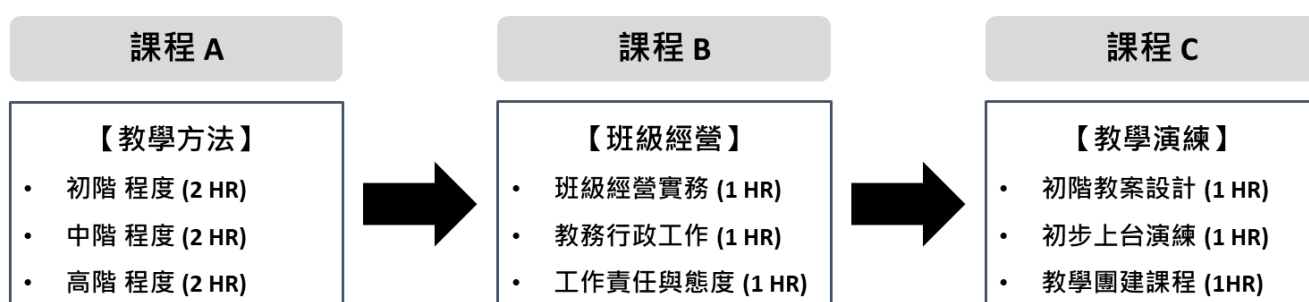 課程 A
【教學方法】
• 初階 程度 (2 HR)
• 中階 程度 (2 HR)
• 高階 程度 (2 HR)
課程 B
【班級經營】
• 班級經營實務 (1 HR)
• 教務行政工作 (1 HR)
• 工作責任與態度 (1 HR)
課程 C
【教學演練】
• 初階教案設計 (1 HR)
• 初步上台演練 (1 HR)
• 教學團建課程 (1HR)